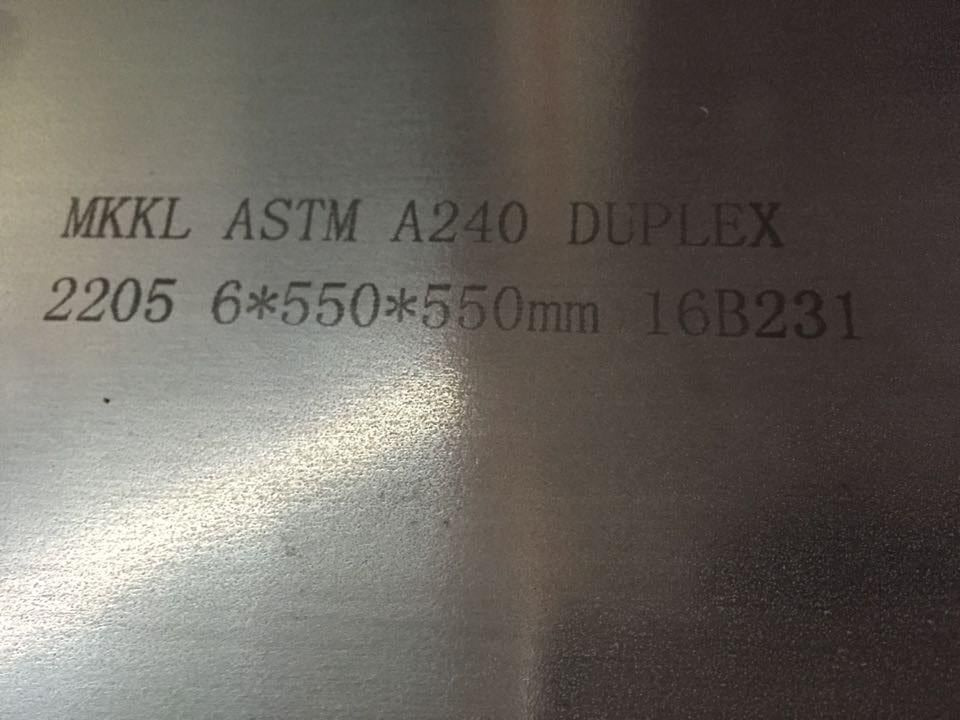 MKKL ASTM A240 DUPLEX
2205 6*550*550mm 16B231